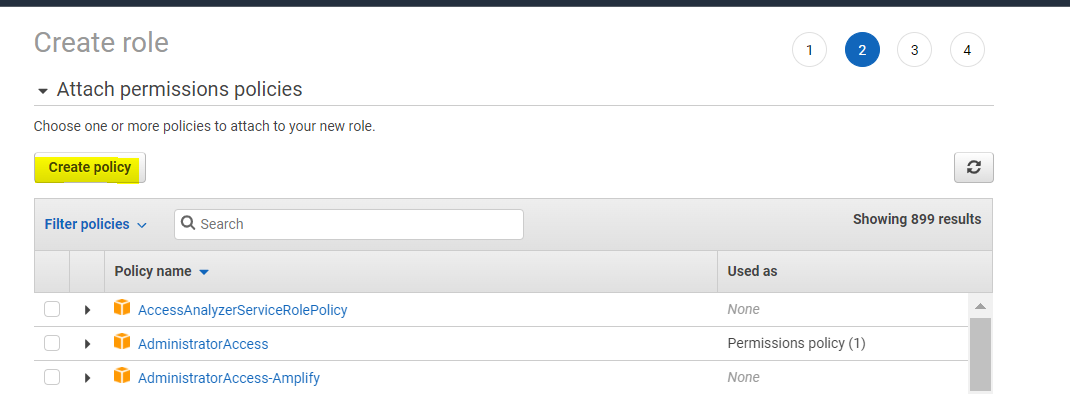 Create role
1 2 3 4
Attach permissions policies
Choose one or more policies to attach to your new role.
Create policy
Filter policies Search Showing 899 results
Policy name Used as
AccessAnalyzerServiceRolePolicy None
AdministratorAccess Permissions policy (1)
AdministratorAccess-Amplify None